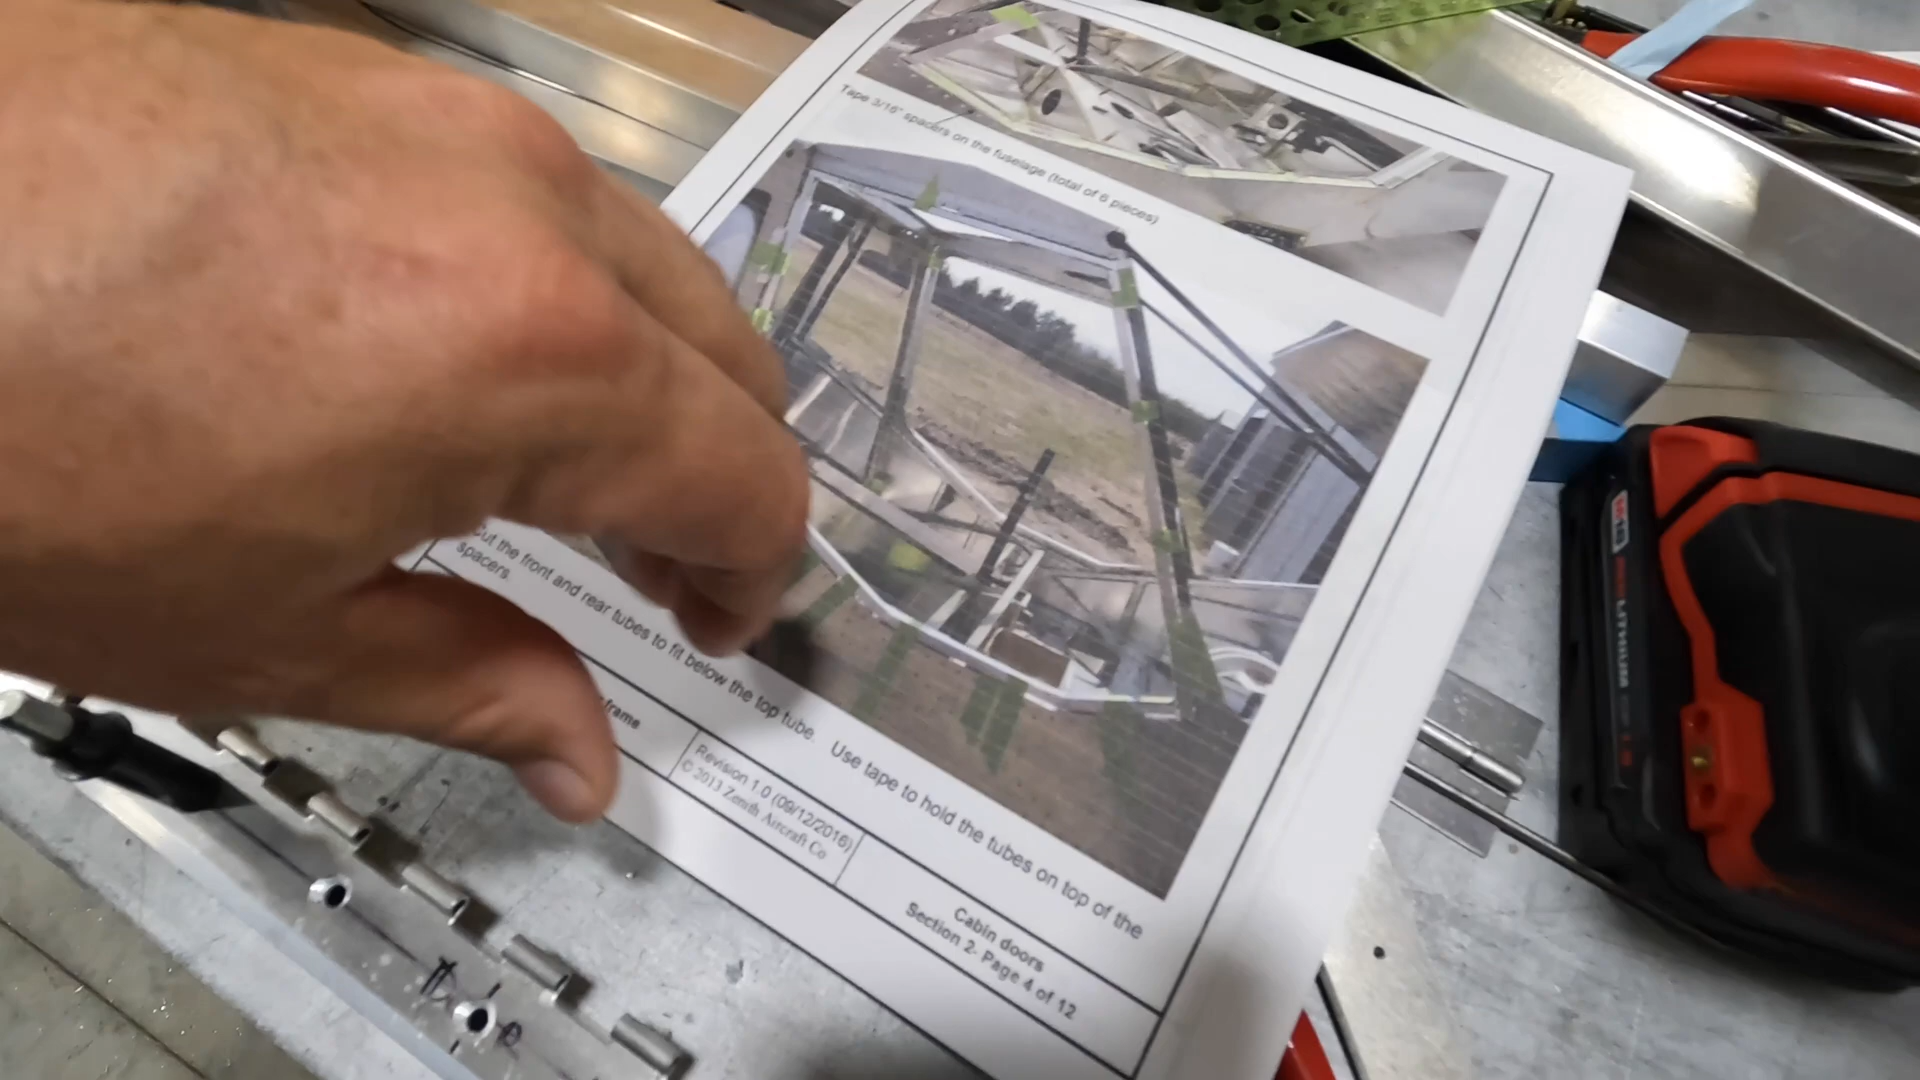 Tape 3/16" spacers on the fuselage (total of 6 pieces)
Cut the front and rear tubes to fit below the top tube. Use tape to hold the tubes on top of the
spacers.
frame
Revision 1.0 (09/12/2016)
© 2013 Zenith Aircraft Co
Cabin doors
Section 2- Page 4 of 12
LITHIUM